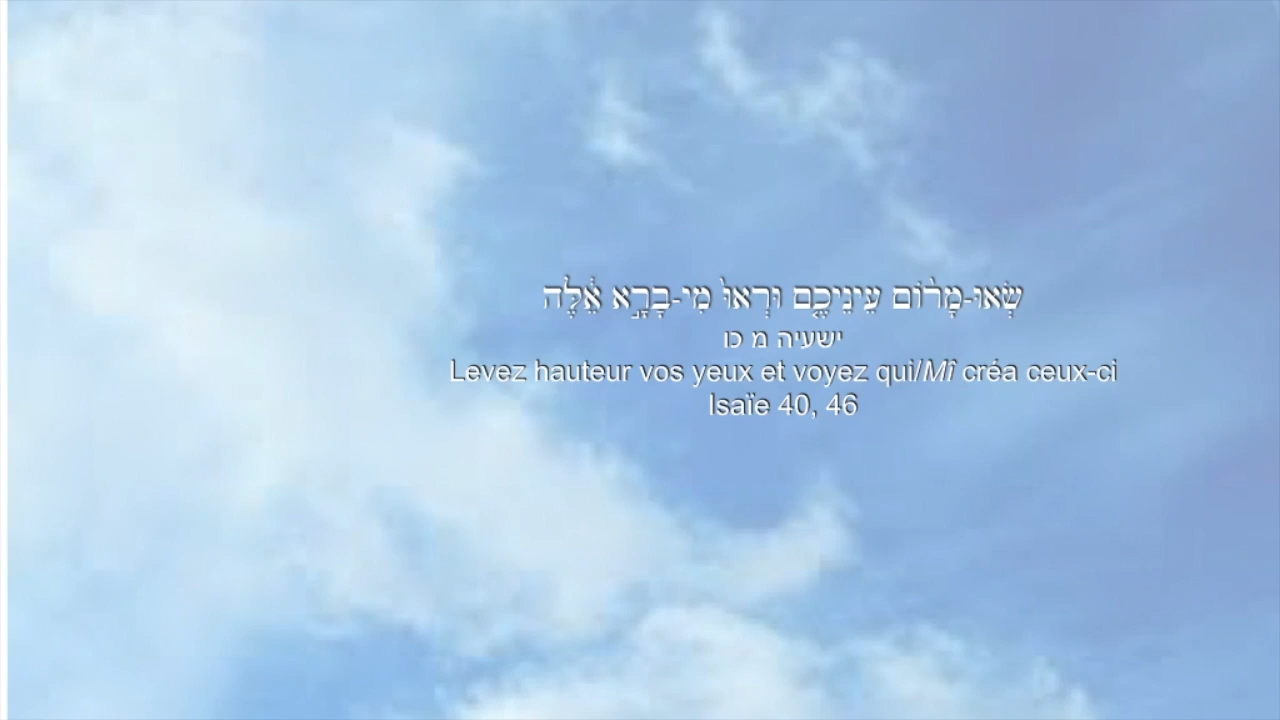 שְׂאוּ-מָר֨וֹם עֵינֵיכֶ֤ם וּרְאוּ֙ מִי-בָרָ֣א אֵ֔לֶּה
ישעיה מ כו
Levez hauteur vos yeux et voyez qui/Mî créa ceux-ci
Isaïe 40, 46